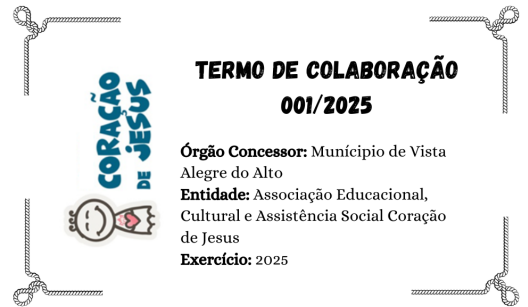 CORAÇÃO
DE JESUS
TERMO DE COLABORAÇÃO
001/2025
Órgão Concessor: Munícipio de Vista
Alegre do Alto
Entidade: Associação Educacional,
Cultural e Assistência Social Coração
de Jesus
Exercício: 2025